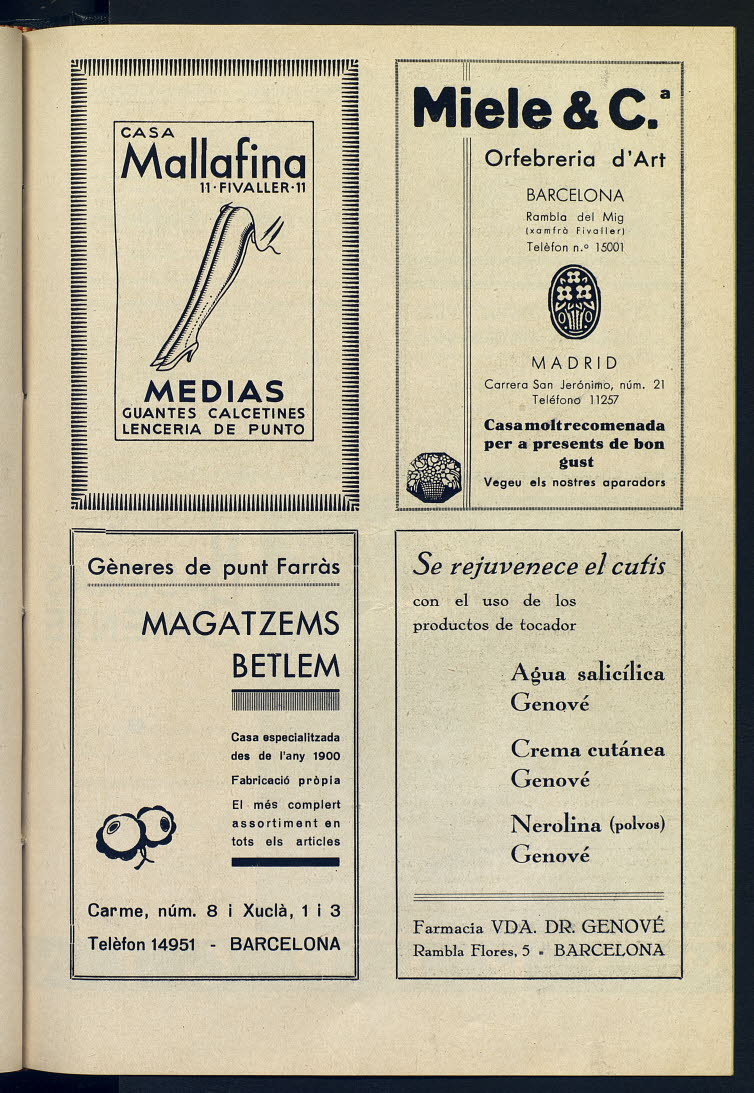 CASA
Mallafina
11·FIVALLER·11
MEDIAS
GUANTES CALCETINES
LENCERIA DE PUNTO
Miele & C.ª
Orfebreria d'Art
BARCELONA
Rambla del Mig
(xamfrà Fivaller)
Telèfon n.º 15001
MADRID
Carrera San Jerónimo, núm. 21
Teléfono 11257
Casa molt recomenada
per a presents de bon
gust
Vegeu els nostres aparadors
Gèneres de punt Farràs
MAGATZEMS
BETLEM
Casa especialitzada
des de l'any 1900
Fabricació pròpia
El més complert
assortiment en
tots els articles
Carme, núm. 8 i Xuclà, 1 i 3
Telèfon 14951 - BARCELONA
Se rejuvenece el cutis
con el uso de los
productos de tocador
Agua salicílica
Genové
Crema cutánea
Genové
Nerolina (polvos)
Genové
Farmacia VDA. DR. GENOVÉ
Rambla Flores, 5 - BARCELONA